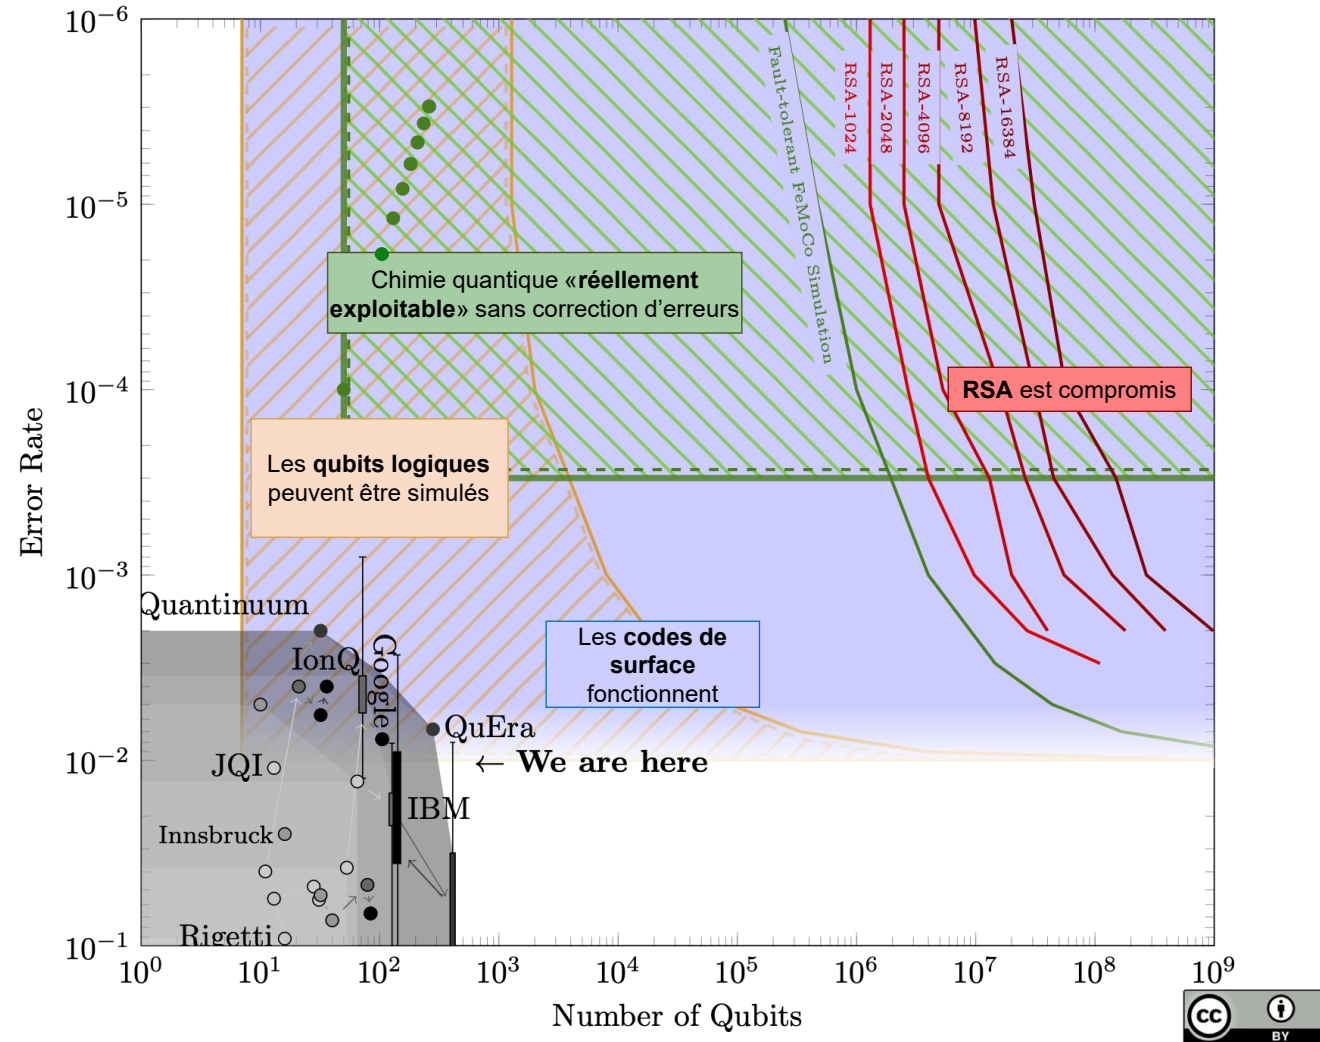 10⁻⁶
10⁻⁵
10⁻⁴
10⁻³
10⁻²
10⁻¹
Error Rate
10⁰
10¹
10²
10³
10⁴
10⁵
10⁶
10⁷
10⁸
10⁹
Number of Qubits
Fault-tolerant FeMoCo Simulation
RSA-1024
RSA-2048
RSA-4096
RSA-8192
RSA-16384
Chimie quantique «réellement
exploitable» sans correction d'erreurs
RSA est compromis
Les qubits logiques
peuvent être simulés
Les codes de
surface
fonctionnent
Quantinuum
IonQ
Google
QuEra
← We are here
JQI
IBM
Innsbruck
Rigetti
cc
BY